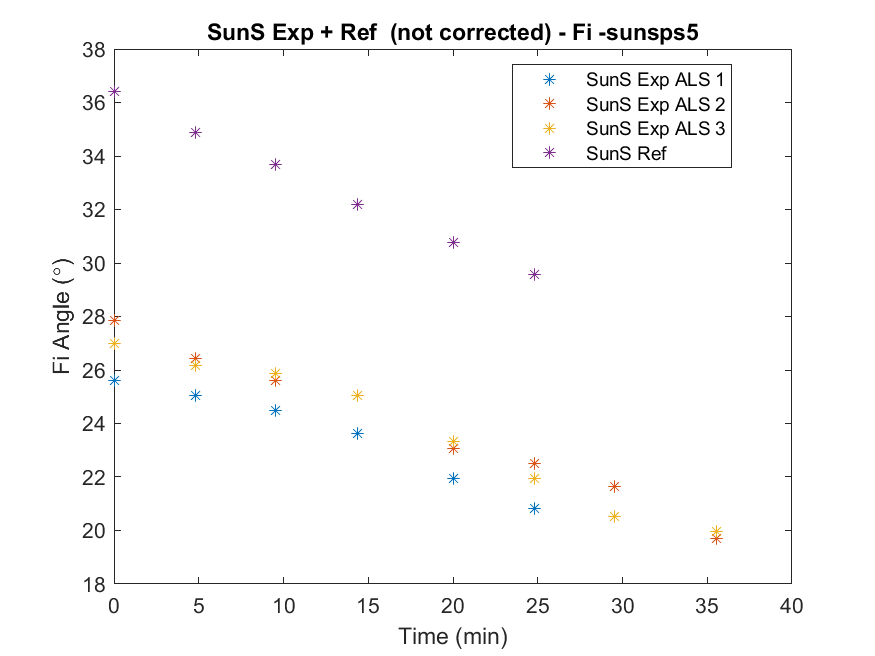 SunS Exp + Ref  (not corrected) - Fi -sunsps5
38
36
34
32
30
28
26
24
22
20
18
Fi Angle (°)
SunS Exp ALS 1
SunS Exp ALS 2
SunS Exp ALS 3
SunS Ref
0
5
10
15
20
25
30
35
40
Time (min)